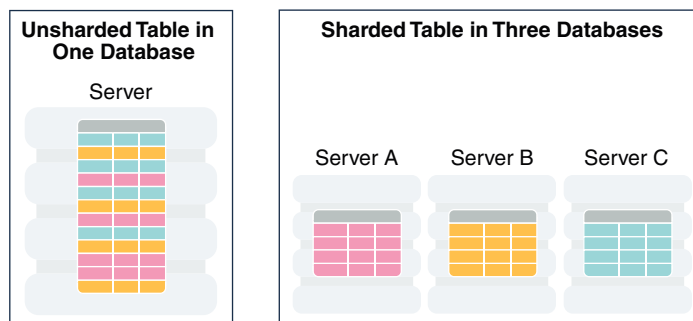 Unsharded Table in
One Database
Server
Sharded Table in Three Databases
Server A
Server B
Server C